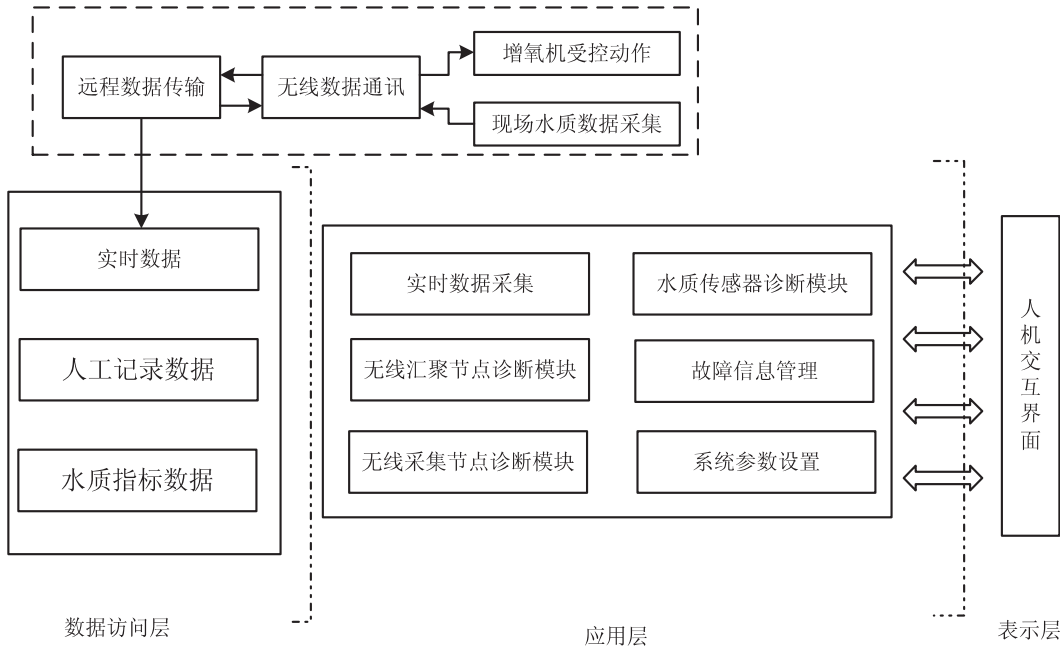 增氧机受控动作
远程数据传输
无线数据通讯
现场水质数据采集
实时数据
人工记录数据
水质指标数据
实时数据采集
水质传感器诊断模块
无线汇聚节点诊断模块
故障信息管理
无线采集节点诊断模块
系统参数设置
人机交互界面
数据访问层
应用层
表示层